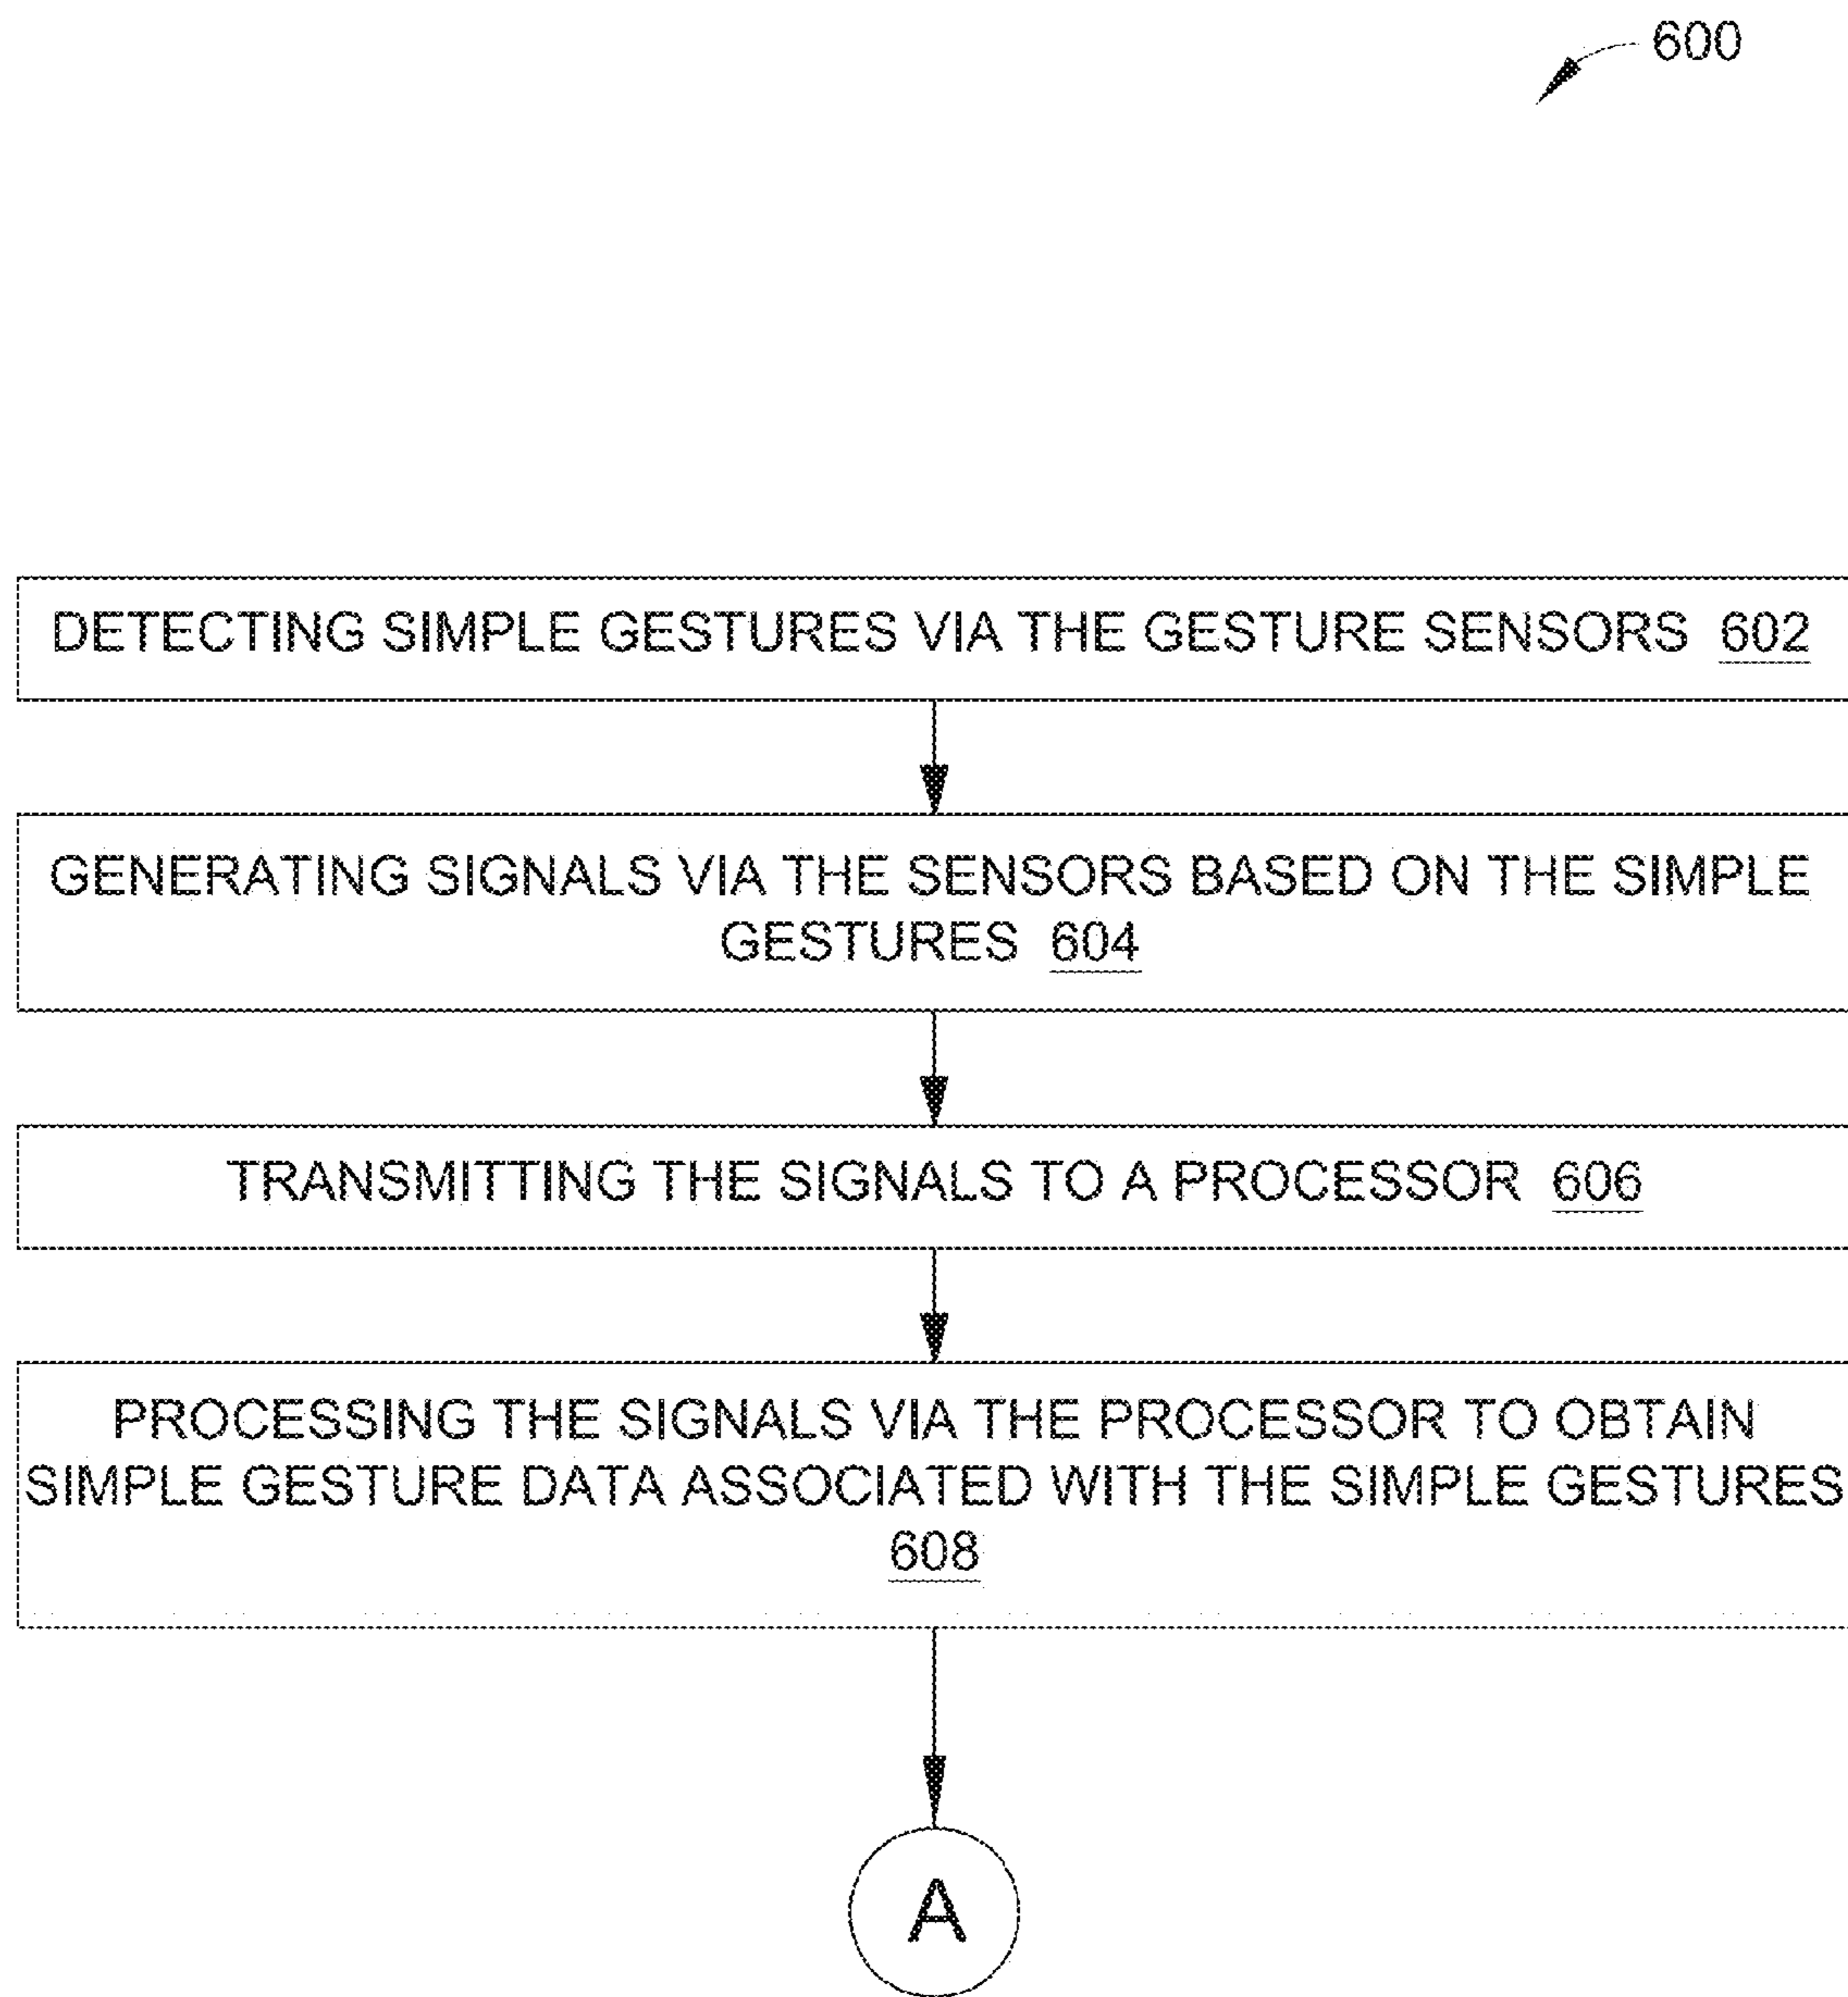 600
DETECTING SIMPLE GESTURES VIA THE GESTURE SENSORS 602
GENERATING SIGNALS VIA THE SENSORS BASED ON THE SIMPLE
GESTURES 604
TRANSMITTING THE SIGNALS TO A PROCESSOR 606
PROCESSING THE SIGNALS VIA THE PROCESSOR TO OBTAIN
SIMPLE GESTURE DATA ASSOCIATED WITH THE SIMPLE GESTURES
608
A